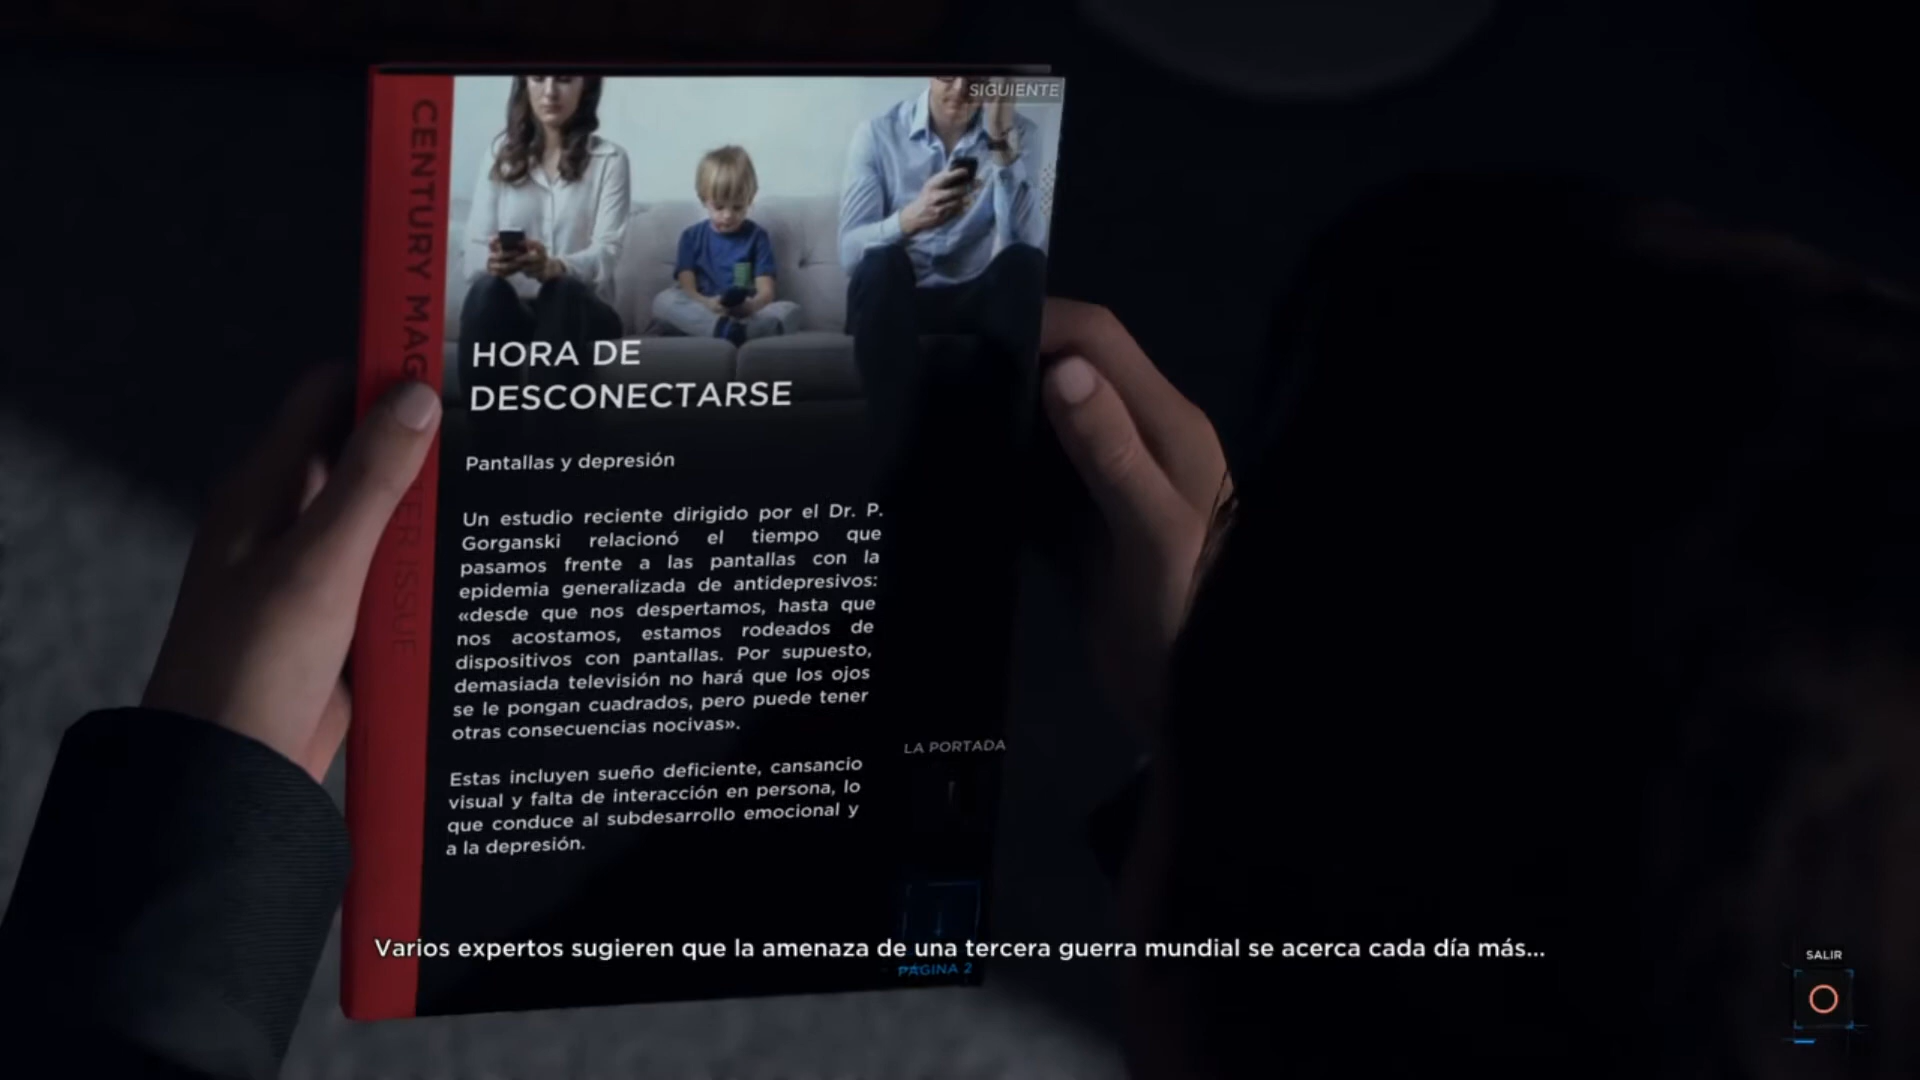 SIGUIENTE
CENTURY MAG
TER ISSUE
HORA DE
DESCONECTARSE
Pantallas y depresión
Un estudio reciente dirigido por el Dr. P.
Gorganski relacionó el tiempo que
pasamos frente a las pantallas con la
epidemia generalizada de antidepresivos:
«desde que nos despertamos, hasta que
nos acostamos, estamos rodeados de
dispositivos con pantallas. Por supuesto,
demasiada televisión no hará que los ojos
se le pongan cuadrados, pero puede tener
otras consecuencias nocivas».
Estas incluyen sueño deficiente, cansancio
visual y falta de interacción en persona, lo
que conduce al subdesarrollo emocional y
a la depresión.
LA PORTADA
Varios expertos sugieren que la amenaza de una tercera guerra mundial se acerca cada día más...
PÁGINA 2
SALIR